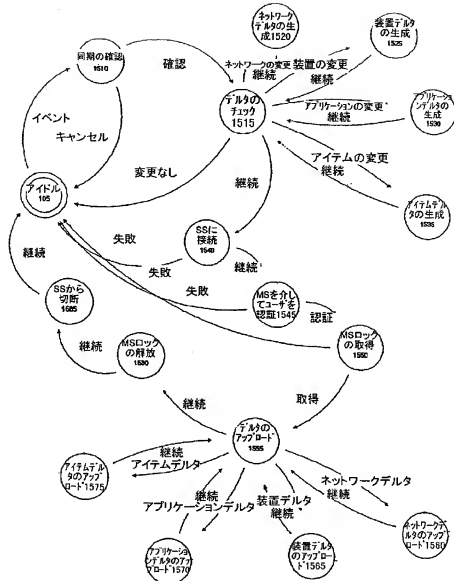 ネットワーク
デルタの生
成1520
装置デルタ
の生成
1525
同期の確認
1510
確認
ネットワークの変更
継続
装置の変更
継続
デルタの
チェック
1515
アプリケーションの変更
継続
アプリケーショ
ンデルタの
生成
1530
イベント
キャンセル
アイテムの変更
継続
変更なし
継続
アイテムデル
タの生成
1535
アイドル
105
失敗
SSに
接続
1540
継続
失敗
継続
失敗
SSから
切断
1585
MSを介し
てユーザを
認証1545
認証
継続
MSロック
の解放
1580
MSロック
の取得
1550
継続
取得
デルタの
アップロード
1555
継続
アイテムデルタ
アイテムデル
タのアップ
ロード1575
ネットワークデルタ
継続
継続
アプリケーションデルタ
装置デルタ
継続
ネットワークデ
ルタのアップ
ロード1560
アプリケーショ
ンデルタのアッ
プロード1570
装置デルタ
のアップロー
ド1565